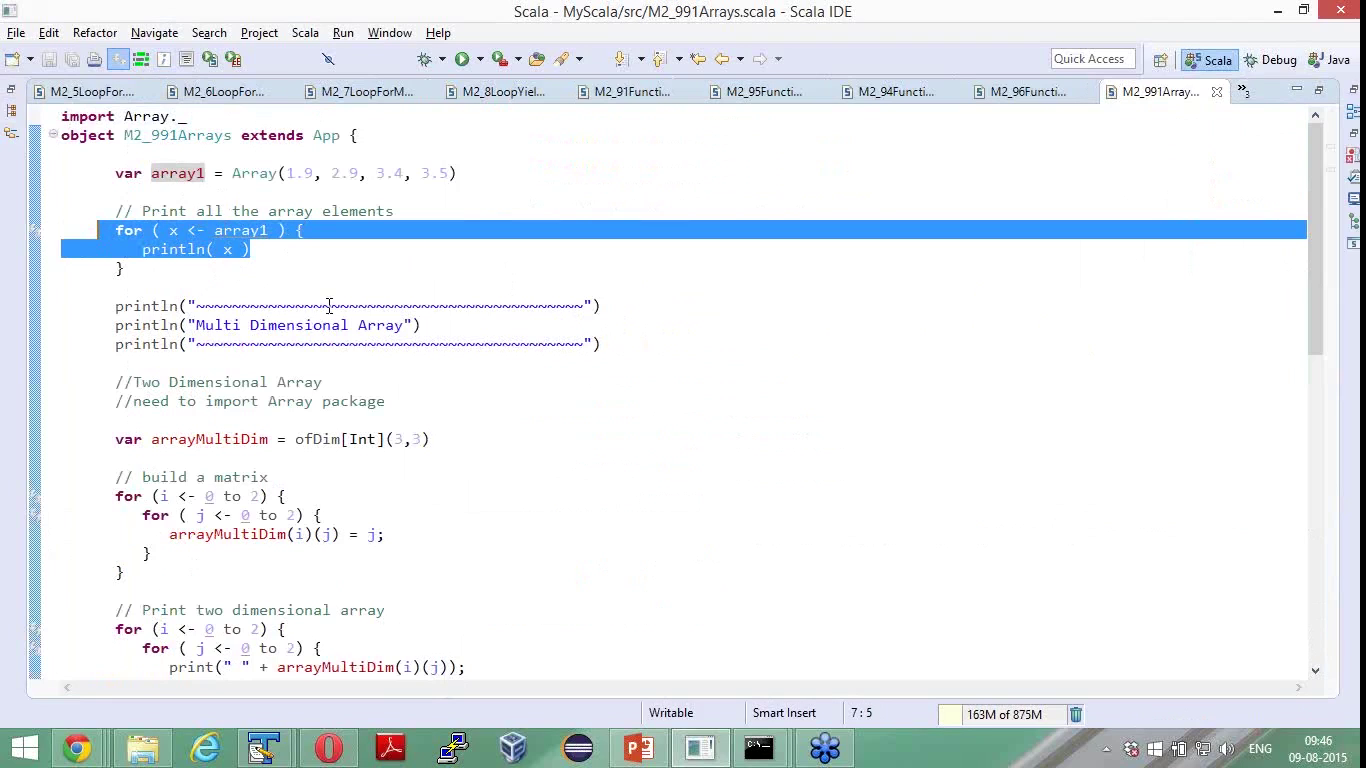 Scala - MyScala/src/M2_991Arrays.scala - Scala IDE
File Edit Refactor Navigate Search Project Scala Run Window Help
Quick Access Scala Debug Java
M2_5LoopFor.... M2_6LoopFor... M2_7LoopForM... M2_8LoopYiel... M2_91Functi... M2_95Functi... M2_94Functi... M2_96Functi... M2_991Array... »3
import Array._
object M2_991Arrays extends App {
var array1 = Array(1.9, 2.9, 3.4, 3.5)
// Print all the array elements
for ( x <- array1 ) {
println( x )
}
println("~~~~~~~~~~~~~~~~~~~~~~~~~~~~~~~~~~~~~~~~~~~")
println("Multi Dimensional Array")
println("~~~~~~~~~~~~~~~~~~~~~~~~~~~~~~~~~~~~~~~~~~~")
//Two Dimensional Array
//need to import Array package
var arrayMultiDim = ofDim[Int](3,3)
// build a matrix
for (i <- 0 to 2) {
for ( j <- 0 to 2) {
arrayMultiDim(i)(j) = j;
}
}
// Print two dimensional array
for (i <- 0 to 2) {
for ( j <- 0 to 2) {
print(" " + arrayMultiDim(i)(j));
Writable Smart Insert 7 : 5 163M of 875M
ENG 09:46
09-08-2015